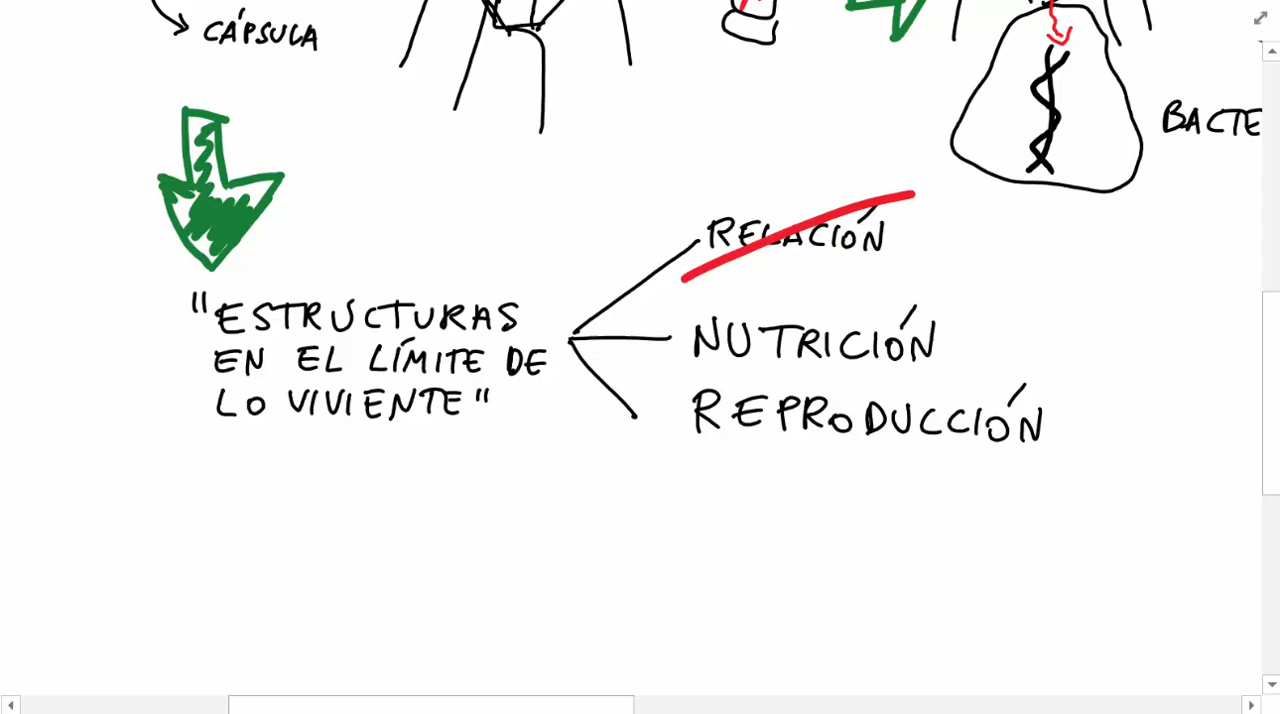 CÁPSULA
BACTE
RELACIÓN
"ESTRUCTURAS
EN EL LÍMITE DE
LO VIVIENTE"
NUTRICIÓN
REPRODUCCIÓN